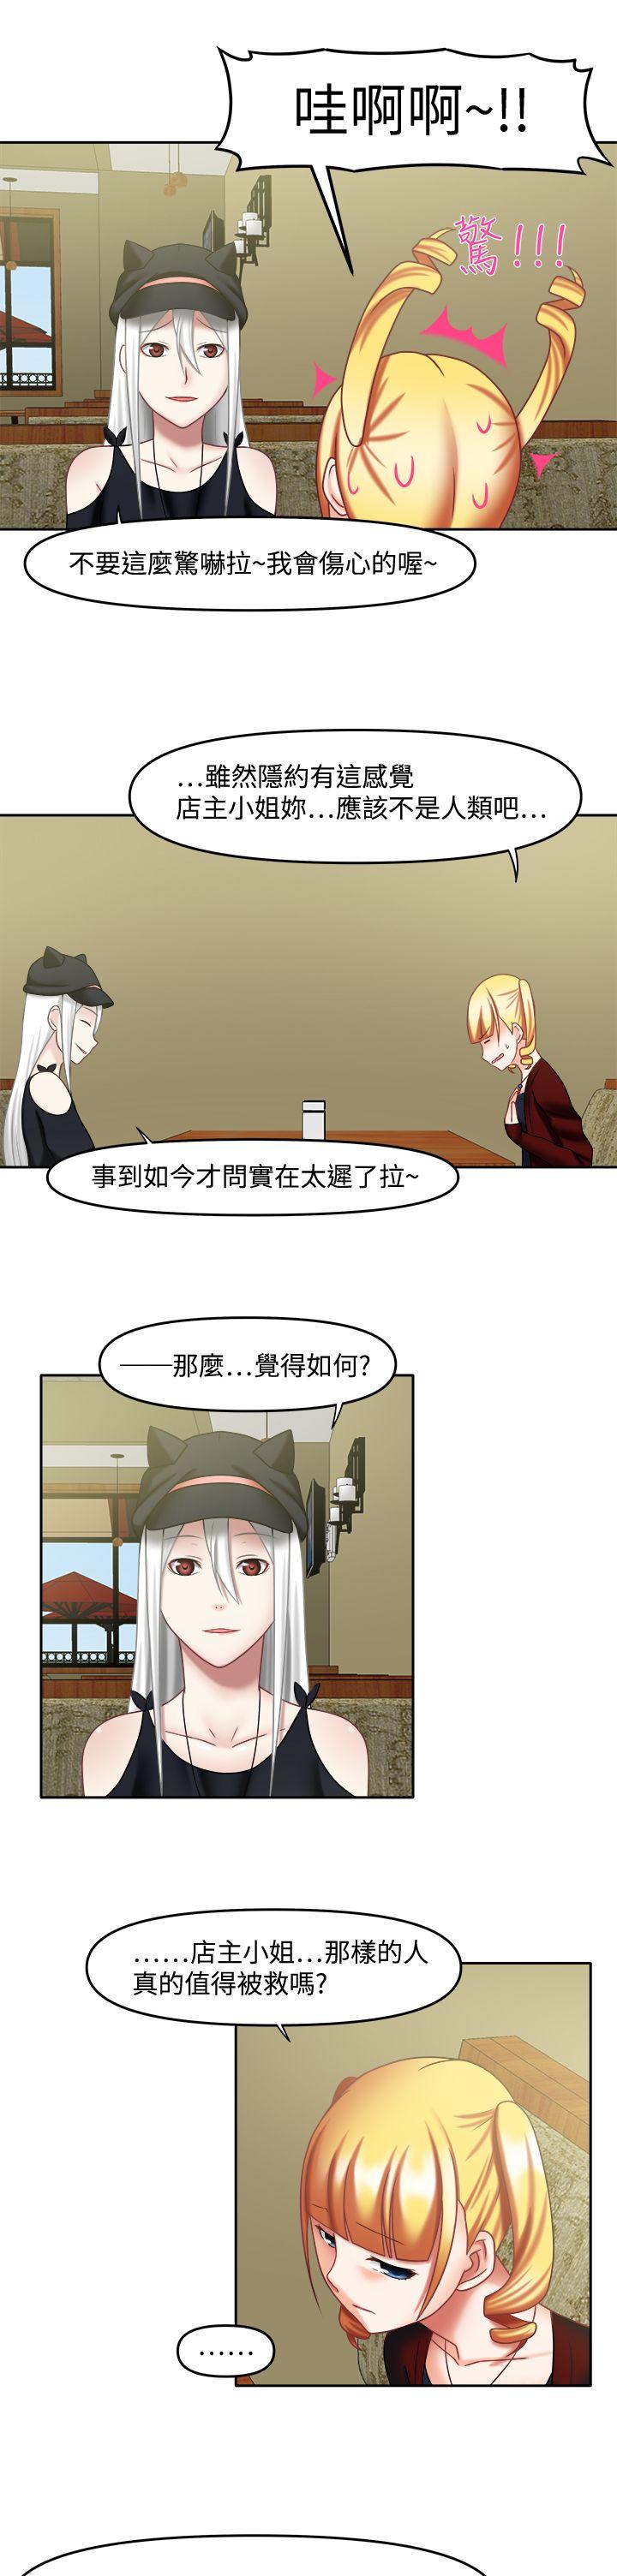 哇啊啊~!!
驚!!!
不要這麼驚嚇拉~我會傷心的喔~
…雖然隱約有這感覺
店主小姐妳…應該不是人類吧…
事到如今才問實在太遲了拉~
——那麼…覺得如何?
……店主小姐…那樣的人
真的值得被救嗎?
……